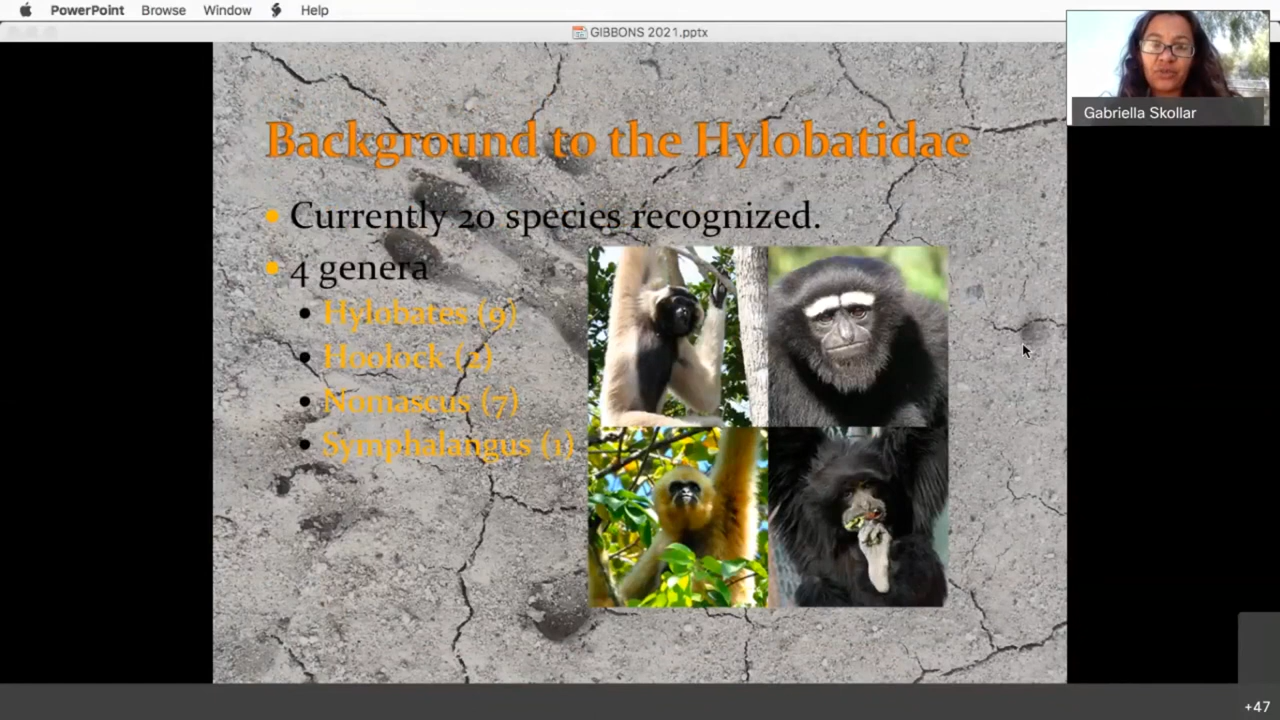 PowerPoint Browse Window Help
GIBBONS 2021.pptx
Gabriella Skollar
Background to the Hylobatidae
Currently 20 species recognized.
4 genera
Hylobates (9)
Hoolock (2)
Nomascus (7)
Symphalangus (1)
+47